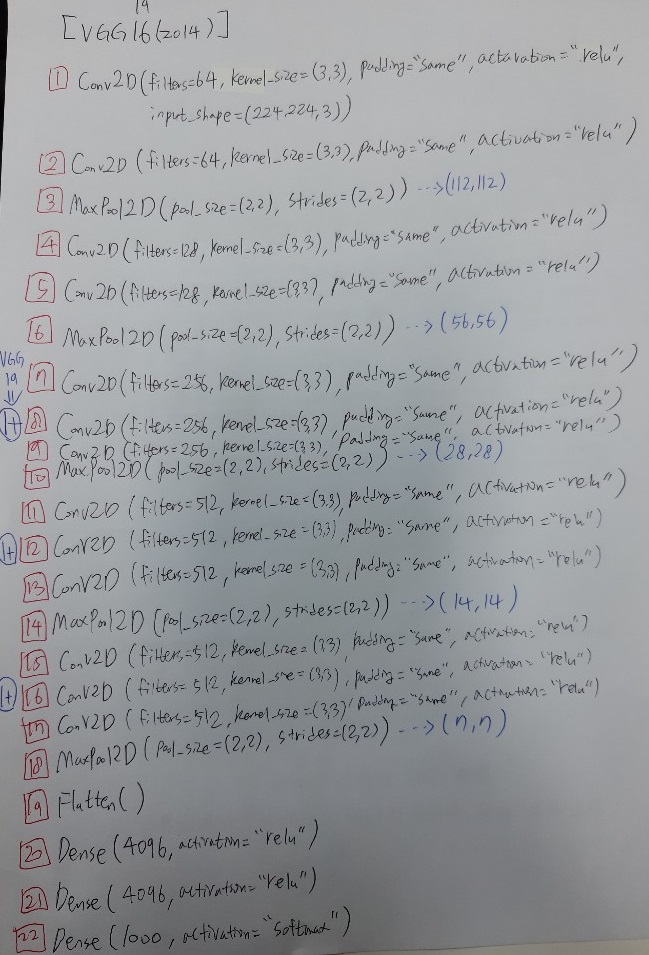 19
[VGG16(2014)]
1 Conv2D(filters=64, kernel_size=(3,3), padding="same", actavation="relu",
input_shape=(224,224,3))
2 Conv2D (filters=64, kernel_size=(3,3), padding="same", activation="relu")
3 MaxPool2D(pool_size=(2,2), strides=(2,2)) ---> (112,112)
4 Conv2D(filters=128, kernel_size=(3,3), padding="same", activation="relu")
5 Conv2D(filters=128, kernel_size=(3,3), padding="same", activation="relu")
6 MaxPool2D(pool_size=(2,2), strides=(2,2)) ---> (56,56)
VGG
19
⇓
7 Conv2D(filters=256, kernel_size=(3,3), padding="same", activation="relu")
1+ 8 Conv2D(filters=256, kernel_size=(3,3), padding="same", activation="relu")
9 Conv2D (filters=256, kernel_size=(3,3), padding="same", activation="relu")
10 MaxPool2D(pool_size=(2,2), strides=(2,2)) ---> (28,28)
11 Conv2D (filters=512, kernel_size=(3,3), padding="same", activation="relu")
1+ 12 Conv2D (filters=512, kernel_size=(3,3), padding="same", activation="relu")
13 Conv2D (filters=512, kernel_size=(3,3), padding="same", activation="relu")
14 MaxPool2D (pool_size=(2,2), strides=(2,2)) ---> (14,14)
15 Conv2D (filters=512, kernel_size=(3,3), padding="same", activation="relu")
1+ 16 Conv2D (filters=512, kernel_size=(3,3), padding="same", activation="relu")
17 Conv2D (filters=512, kernel_size=(3,3), padding="same", activation="relu")
18 MaxPool2D (pool_size=(2,2), strides=(2,2)) ---> (7,7)
19 Flatten()
20 Dense (4096, activation="relu")
21 Dense (4096, activation="relu")
22 Dense (1000, activation="softmax")